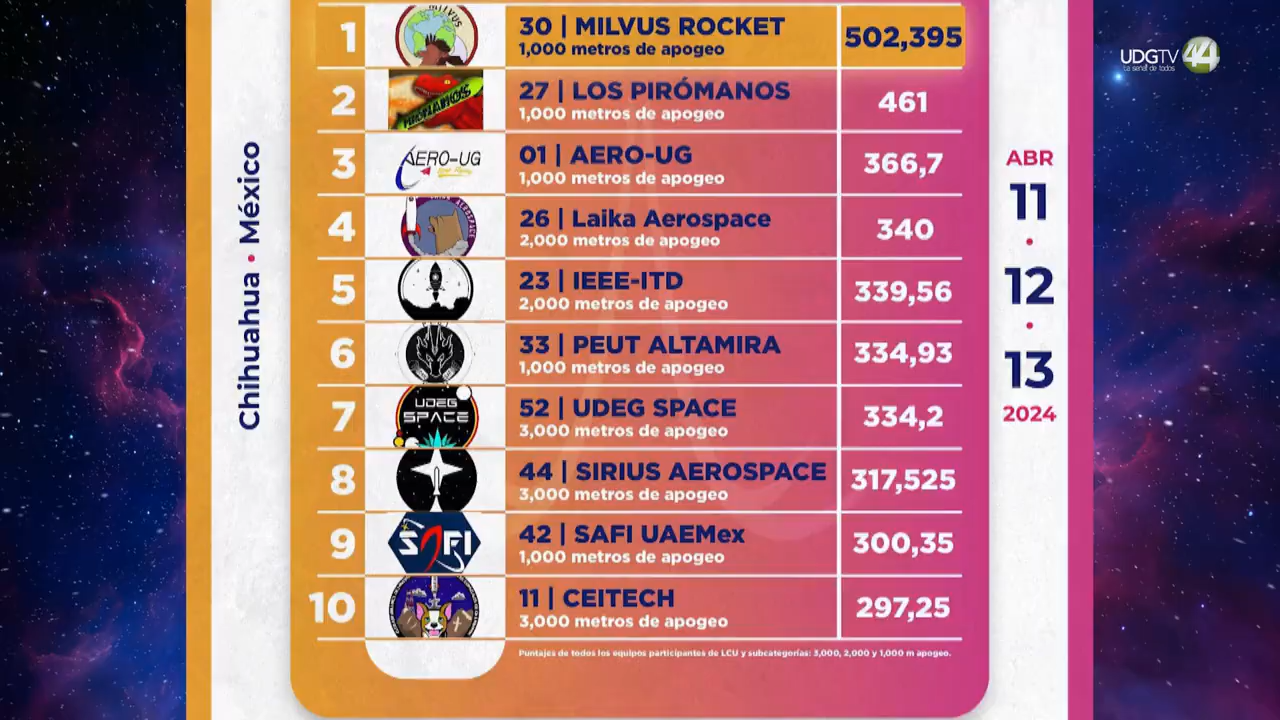 1
MILVUS
30 | MILVUS ROCKET
1,000 metros de apogeo
502,395
2
27 | LOS PIRÓMANOS
1,000 metros de apogeo
461
3
AERO-UG
01 | AERO-UG
1,000 metros de apogeo
366,7
4
26 | Laika Aerospace
2,000 metros de apogeo
340
5
23 | IEEE-ITD
2,000 metros de apogeo
339,56
6
33 | PEUT ALTAMIRA
1,000 metros de apogeo
334,93
7
UDEG
SPACE
52 | UDEG SPACE
3,000 metros de apogeo
334,2
8
44 | SIRIUS AEROSPACE
3,000 metros de apogeo
317,525
9
SAFI
42 | SAFI UAEMex
1,000 metros de apogeo
300,35
10
11 | CEITECH
3,000 metros de apogeo
297,25
Puntajes de todos los equipos participantes de LCU y subcategorías: 3,000, 2,000 y 1,000 m apogeo.
Chihuahua • México
ABR
11
•
12
•
13
2024
UDGTV 44
La señal de todos